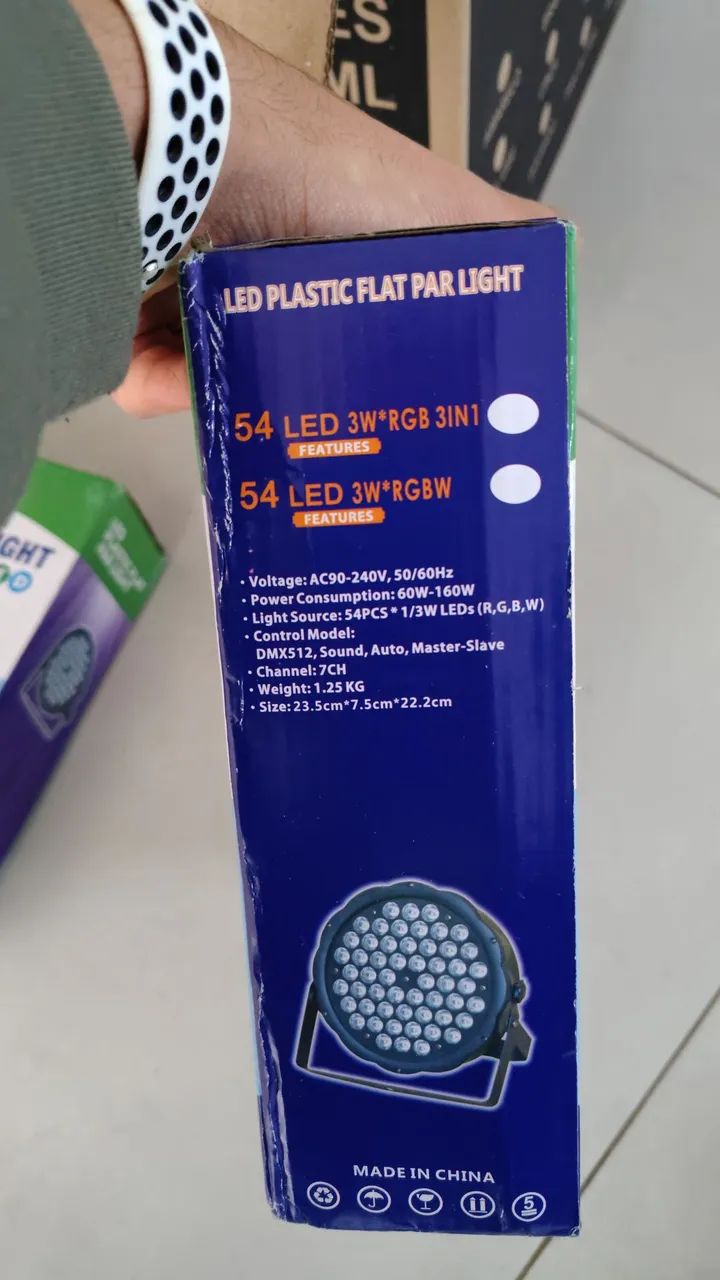 ES
ML
LED PLASTIC FLAT PAR LIGHT
54 LED 3W*RGB 3IN1
FEATURES
54 LED 3W*RGBW
FEATURES
GHT
• Voltage: AC90-240V, 50/60Hz
• Power Consumption: 60W-160W
• Light Source: 54PCS * 1/3W LEDs (R,G,B,W)
• Control Model:
DMX512, Sound, Auto, Master-Slave
• Channel: 7CH
• Weight: 1.25 KG
• Size: 23.5cm*7.5cm*22.2cm
MADE IN CHINA
5